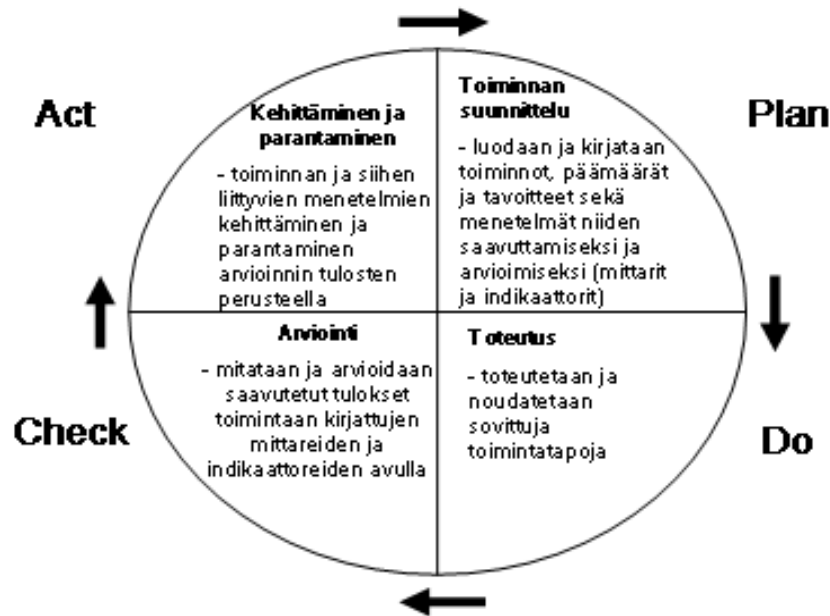 Act
Kehittäminen ja
parantaminen
- toiminnan ja siihen
liittyvien menetelmien
kehittäminen ja
parantaminen
arvioinnin tulosten
perusteella
Toiminnan
suunnittelu
- luodaan ja kirjataan
toiminnot, päämäärät
ja tavoitteet sekä
menetelmät niiden
saavuttamiseksi ja
arvioimiseksi (mittarit
ja indikaattorit)
Plan
Check
Arviointi
- mitataan ja arvioidaan
saavutetut tulokset
toimintaan kirjattujen
mittareiden ja
indikaattoreiden avulla
Toteutus
- toteutetaan ja
noudatetaan
sovittuja
toimintatapoja
Do